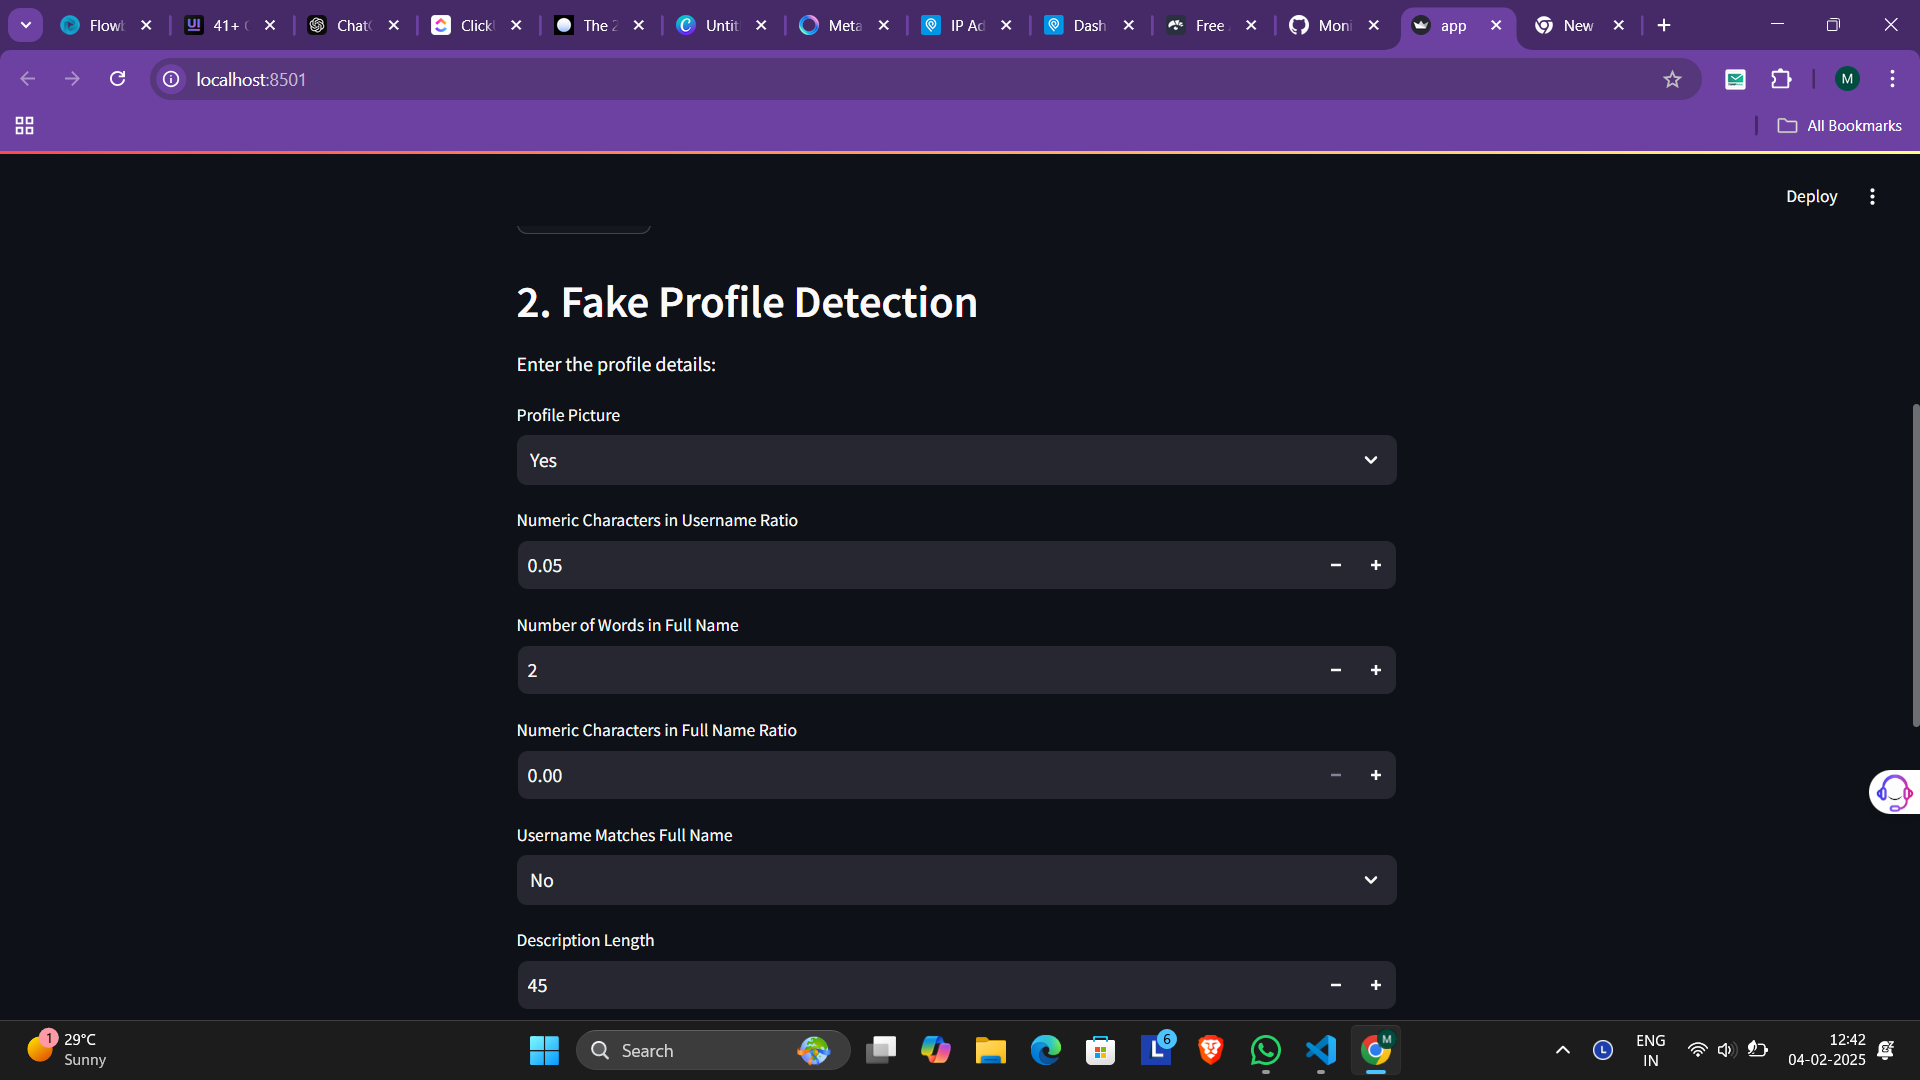 Flowb
41+
Chat
Click
The 2
Untit
Meta
IP Ad
Dash
Free
Moni
app
New
localhost:8501
M
All Bookmarks
Deploy
2. Fake Profile Detection
Enter the profile details:
Profile Picture
Yes
Numeric Characters in Username Ratio
0.05
Number of Words in Full Name
2
Numeric Characters in Full Name Ratio
0.00
Username Matches Full Name
No
Description Length
45
1
29°C
Sunny
Search
L
6
M
L
ENG
IN
12:42
04-02-2025